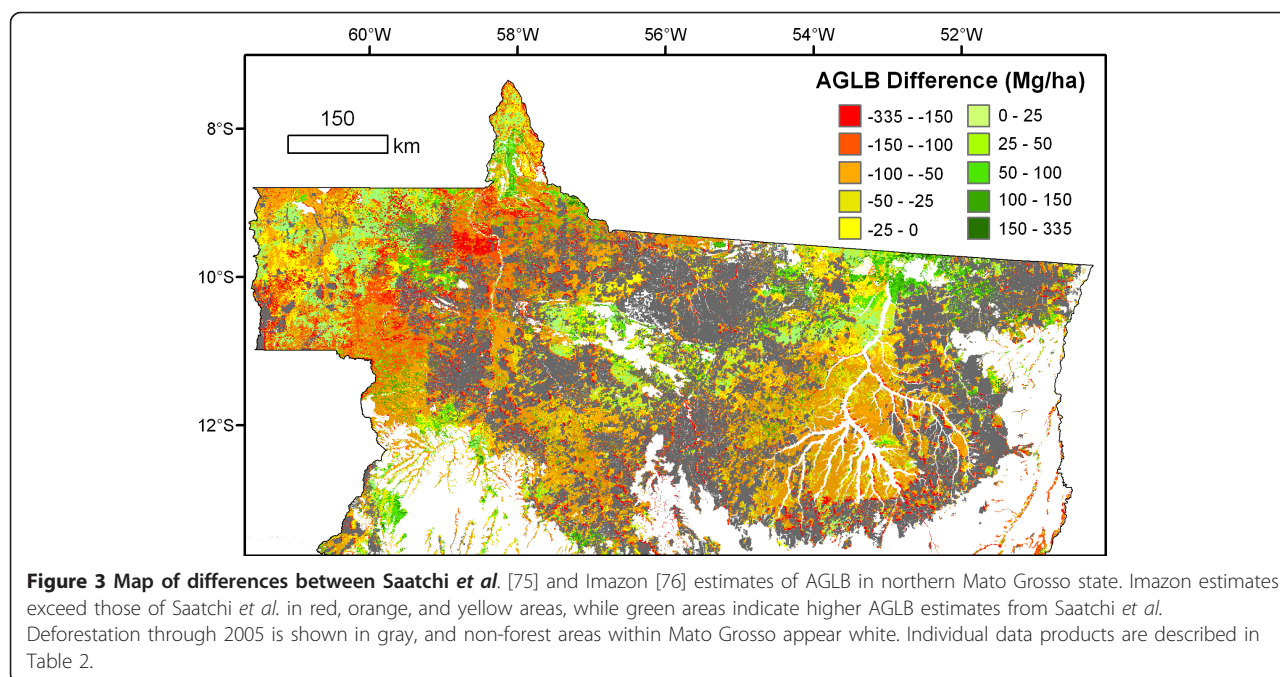 60°W 58°W 56°W 54°W 52°W
AGLB Difference (Mg/ha)
150
km
-335 - -150 0 - 25
-150 - -100 25 - 50
-100 - -50 50 - 100
-50 - -25 100 - 150
-25 - 0 150 - 335
8°S
10°S
12°S
Figure 3 Map of differences between Saatchi et al. [75] and Imazon [76] estimates of AGLB in northern Mato Grosso state. Imazon estimates
exceed those of Saatchi et al. in red, orange, and yellow areas, while green areas indicate higher AGLB estimates from Saatchi et al.
Deforestation through 2005 is shown in gray, and non-forest areas within Mato Grosso appear white. Individual data products are described in
Table 2.